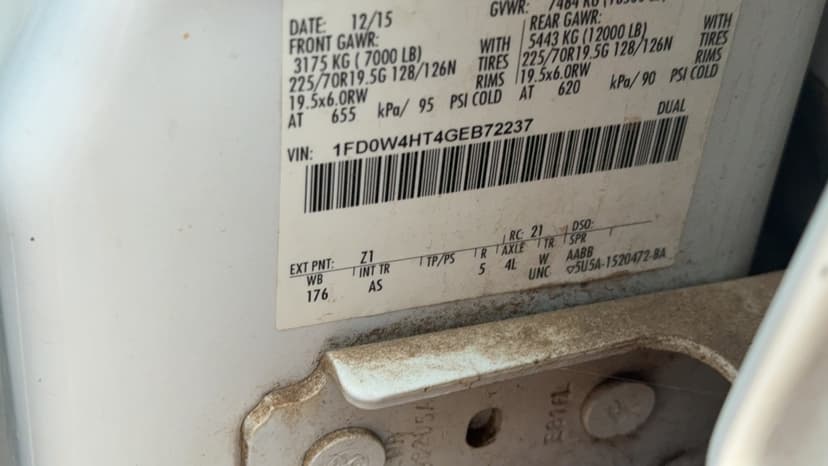 DATE: 12/15
GVWR: 7484 KG
FRONT GAWR:
3175 KG ( 7000 LB) WITH
225/70R19.5G 128/126N TIRES
19.5x6.0RW RIMS
AT 655 kPa/ 95 PSI COLD
REAR GAWR:
5443 KG (12000 LB) WITH
225/70R19.5G 128/126N TIRES
19.5x6.0RW RIMS
AT 620 kPa/ 90 PSI COLD
DUAL
VIN: 1FD0W4HT4GEB72237
EXT PNT: Z1 RC: 21 DSO:
WB INT TR TP/PS R AXLE TR SPR
176 AS 5 4L W AABB
UNC 5U5A-1520472-BA